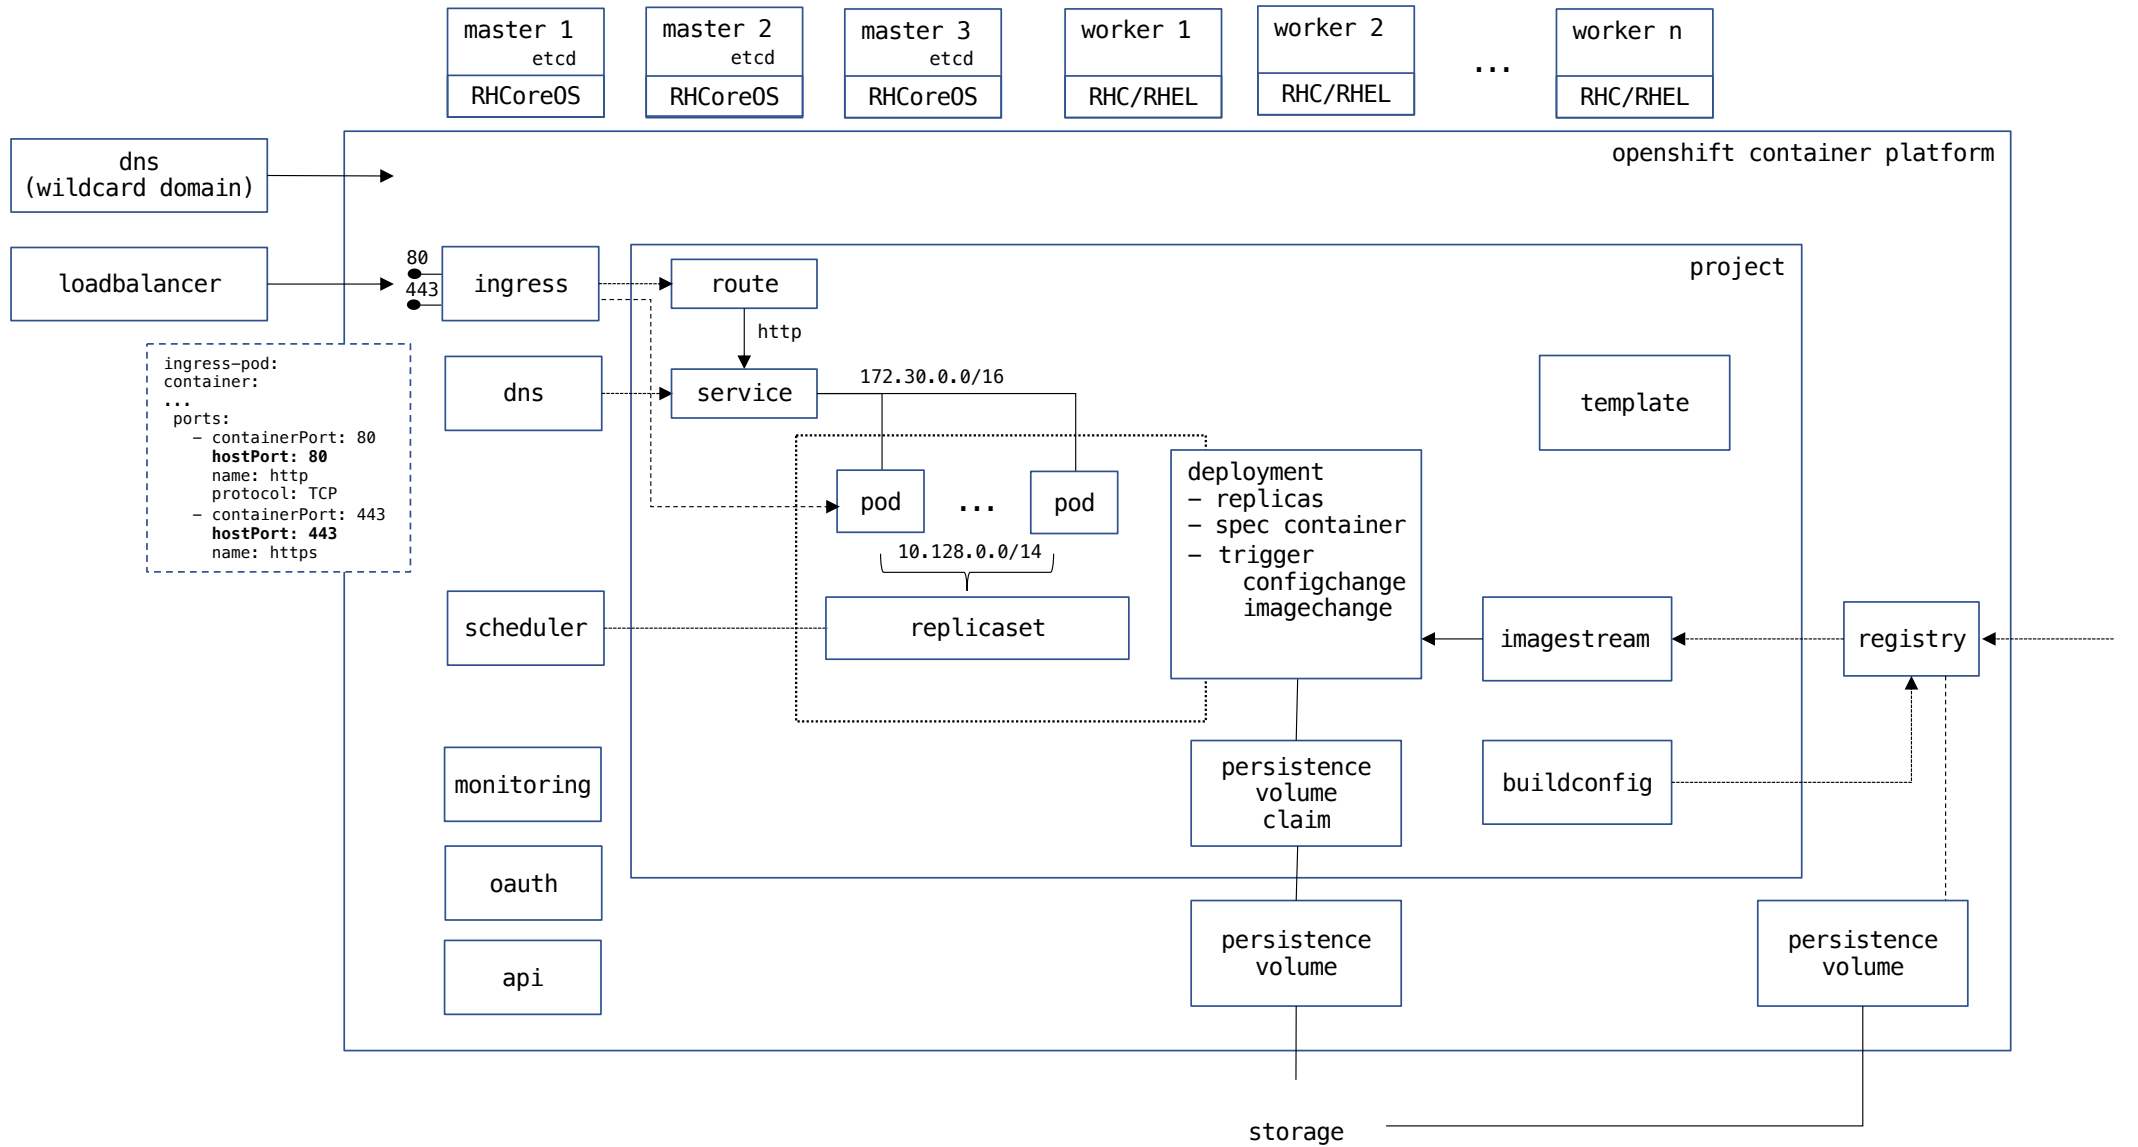 master 1
etcd
RHCoreOS
master 2
etcd
RHCoreOS
master 3
etcd
RHCoreOS
worker 1
RHC/RHEL
worker 2
RHC/RHEL
...
worker n
RHC/RHEL
openshift container platform
dns
(wildcard domain)
loadbalancer
80
443
ingress
route
project
http
ingress-pod:
container:
...
ports:
- containerPort: 80
hostPort: 80
name: http
protocol: TCP
- containerPort: 443
hostPort: 443
name: https
dns
service
172.30.0.0/16
template
pod
...
pod
10.128.0.0/14
deployment
- replicas
- spec container
- trigger
configchange
imagechange
scheduler
replicaset
imagestream
registry
monitoring
persistence
volume
claim
buildconfig
oauth
persistence
volume
persistence
volume
api
storage